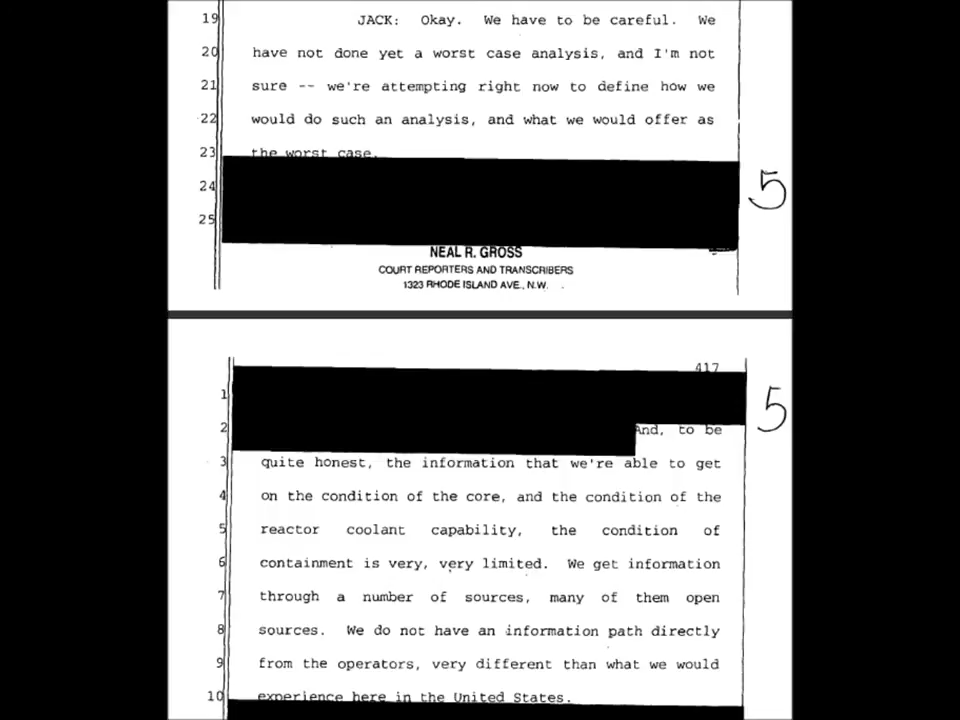 19 JACK: Okay. We have to be careful. We
20 have not done yet a worst case analysis, and I'm not
21 sure -- we're attempting right now to define how we
22 would do such an analysis, and what we would offer as
23 the worst case.
24
25
5
NEAL R. GROSS
COURT REPORTERS AND TRANSCRIBERS
1323 RHODE ISLAND AVE., N.W.
417
1
5
2 And, to be
3 quite honest, the information that we're able to get
4 on the condition of the core, and the condition of the
5 reactor coolant capability, the condition of
6 containment is very, very limited. We get information
7 through a number of sources, many of them open
8 sources. We do not have an information path directly
9 from the operators, very different than what we would
10 experience here in the United States.